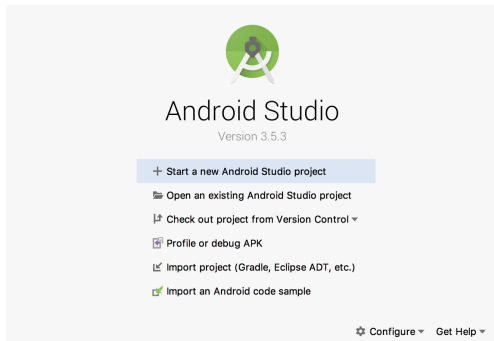 Android Studio
Version 3.5.3
Start a new Android Studio project
Open an existing Android Studio project
Check out project from Version Control
Profile or debug APK
Import project (Gradle, Eclipse ADT, etc.)
Import an Android code sample
Configure Get Help